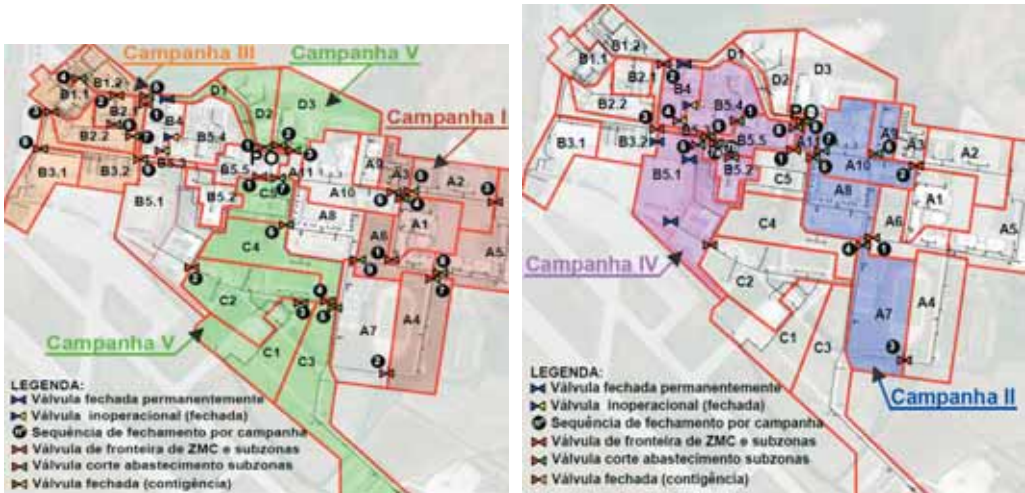 Campanha III
Campanha V
Campanha I
B1.1
B1.2
B2.1
B2.2
B3.1
B3.2
B4
B5.4
B5.3
B5.5
B5.2
B5.1
D1
D2
D3
PO
A9
A3
A2
A11
A10
A8
A6
A1
A5
A7
A4
C5
C4
C2
C1
C3
Campanha V
LEGENDA:
Válvula fechada permanentemente
Válvula inoperacional (fechada)
Sequência de fechamento por campanha
Válvula de fronteira de ZMC e subzonas
Válvula corte abastecimento subzonas
Válvula fechada (contigência)
B1.1
B1.2
B2.1
B2.2
B3.1
B3.2
B4
B5.4
B5.5
B5.2
B5.1
D1
D2
D3
PO
A9
A3
A2
A11
A10
A8
A6
A1
A5
A7
A4
C5
C4
C2
C1
C3
Campanha IV
Campanha II
LEGENDA:
Válvula fechada permanentemente
Válvula inoperacional (fechada)
Sequência de fechamento por campanha
Válvula de fronteira de ZMC e subzonas
Válvula corte abastecimento subzonas
Válvula fechada (contigência)